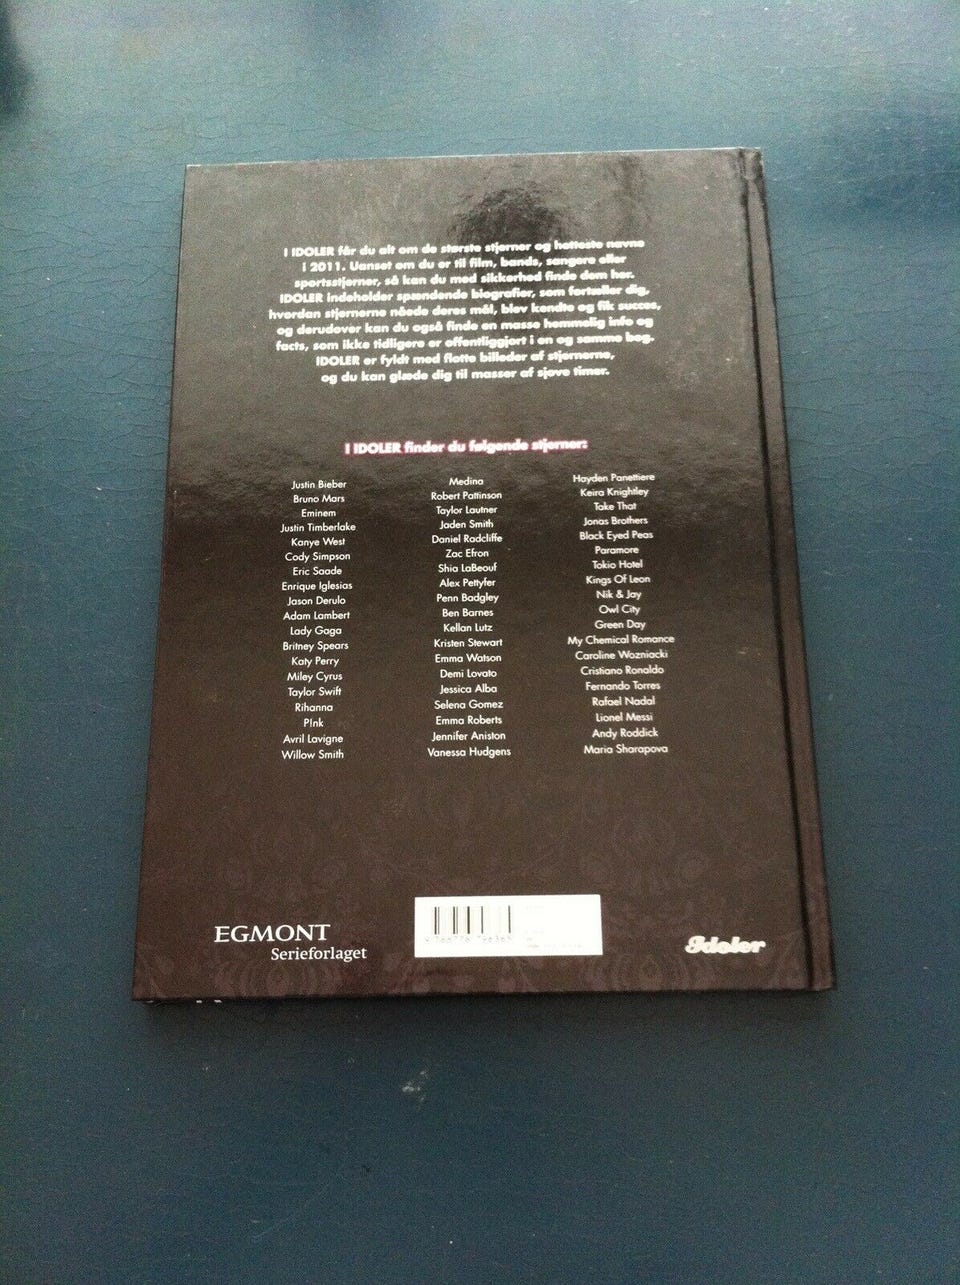 I IDOLER får du alt om de største stjerner og hotteste navne
i 2011. Uanset om du er til film, bands, sangere eller
sportsstjerner, så kan du med sikkerhed finde dem her.
IDOLER indeholder spændende biografier, som fortæller dig,
hvordan stjernerne nåede deres mål, blev kendte og fik succes,
og derudover kan du også finde en masse hemmelig info og
facts, som ikke tidligere er offentliggjort i en og samme bog.
IDOLER er fyldt med flotte billeder af stjernerne,
og du kan glæde dig til masser af sjove timer.
I IDOLER finder du følgende stjerner:
Justin Bieber
Bruno Mars
Eminem
Justin Timberlake
Kanye West
Cody Simpson
Eric Saade
Enrique Iglesias
Jason Derulo
Adam Lambert
Lady Gaga
Britney Spears
Katy Perry
Miley Cyrus
Taylor Swift
Rihanna
P!nk
Avril Lavigne
Willow Smith
Medina
Robert Pattinson
Taylor Lautner
Jaden Smith
Daniel Radcliffe
Zac Efron
Shia LaBeouf
Alex Pettyfer
Penn Badgley
Ben Barnes
Kellan Lutz
Kristen Stewart
Emma Watson
Demi Lovato
Jessica Alba
Selena Gomez
Emma Roberts
Jennifer Aniston
Vanessa Hudgens
Hayden Panettiere
Keira Knightley
Take That
Jonas Brothers
Black Eyed Peas
Paramore
Tokio Hotel
Kings Of Leon
Nik & Jay
Owl City
Green Day
My Chemical Romance
Caroline Wozniacki
Cristiano Ronaldo
Fernando Torres
Rafael Nadal
Lionel Messi
Andy Roddick
Maria Sharapova
EGMONT
Serieforlaget
Idoler